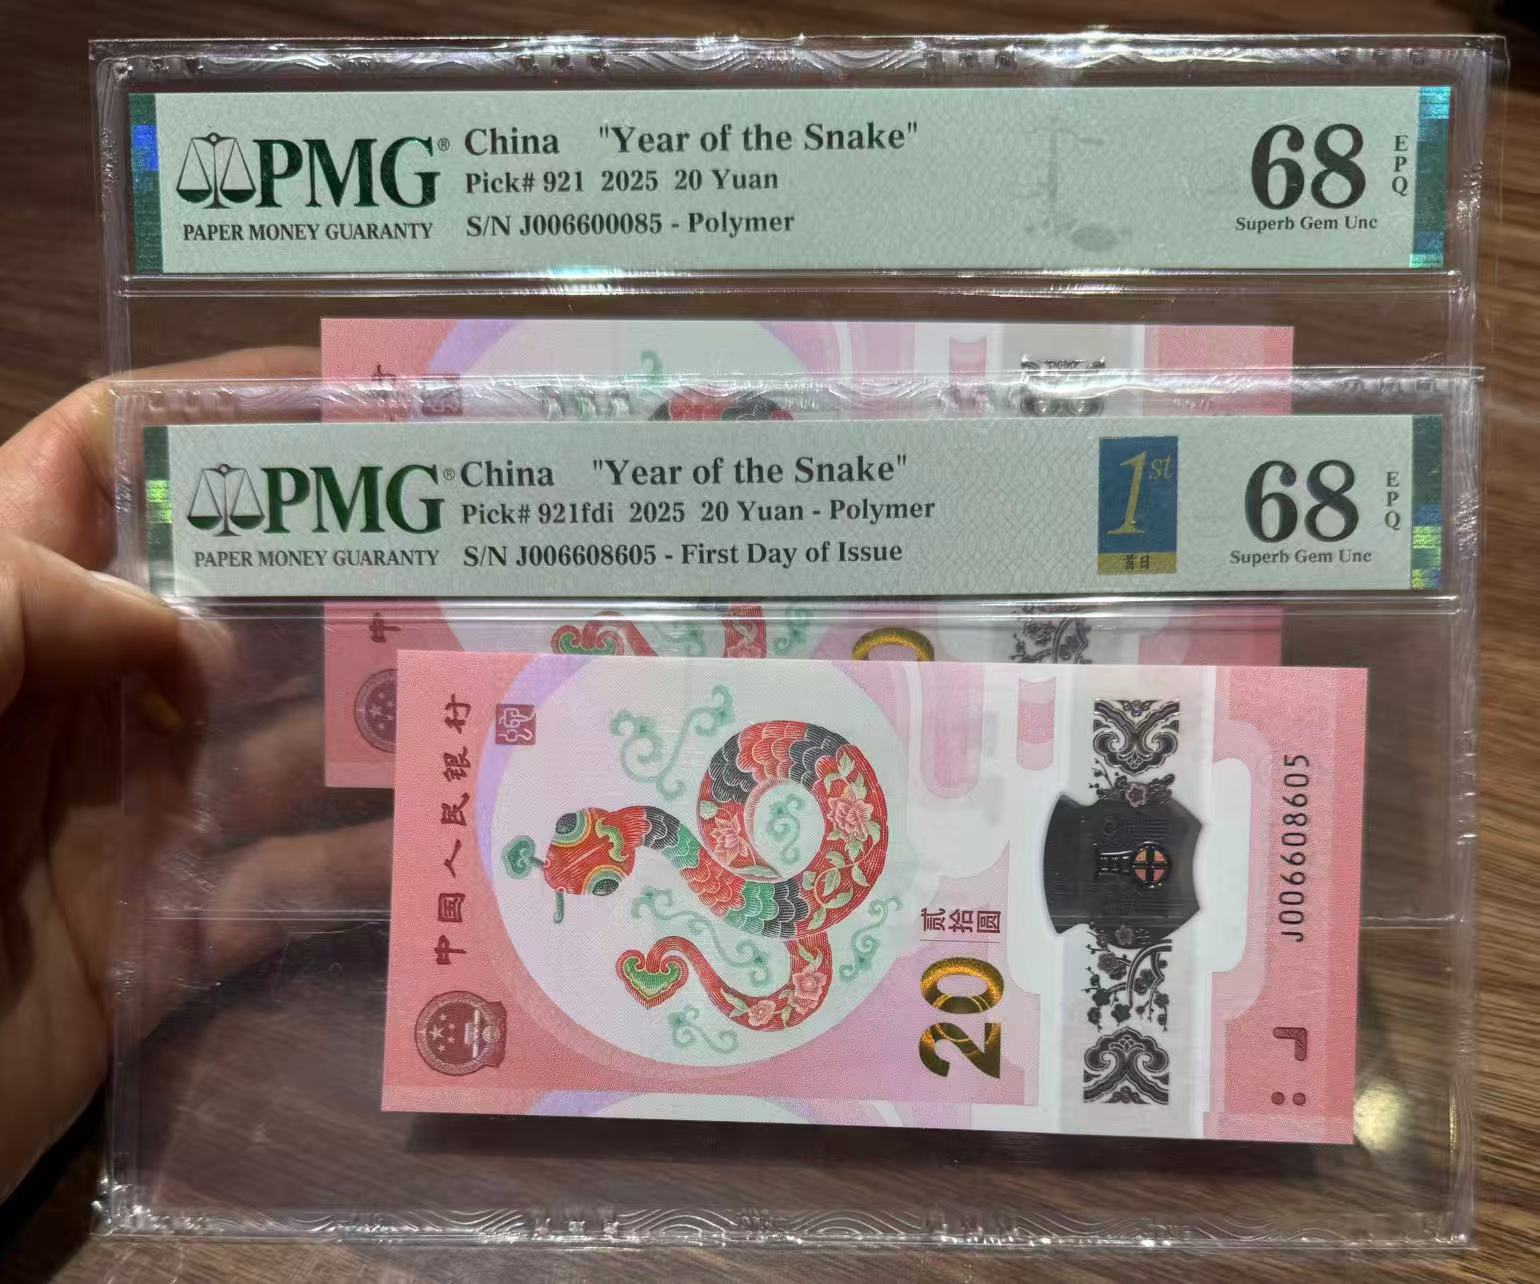 PMG®
PAPER MONEY GUARANTY
China "Year of the Snake"
Pick# 921 2025 20 Yuan
S/N J006600085 - Polymer
68
EPQ
Superb Gem Unc
PMG®
PAPER MONEY GUARANTY
China "Year of the Snake"
Pick# 921fdi 2025 20 Yuan - Polymer
S/N J006608605 - First Day of Issue
1st
首日
68
EPQ
Superb Gem Unc
中
中国人民银行
贰拾圆
20
J006608605